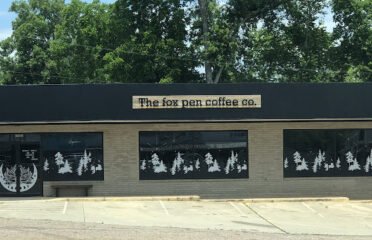 The fox pen coffee co.